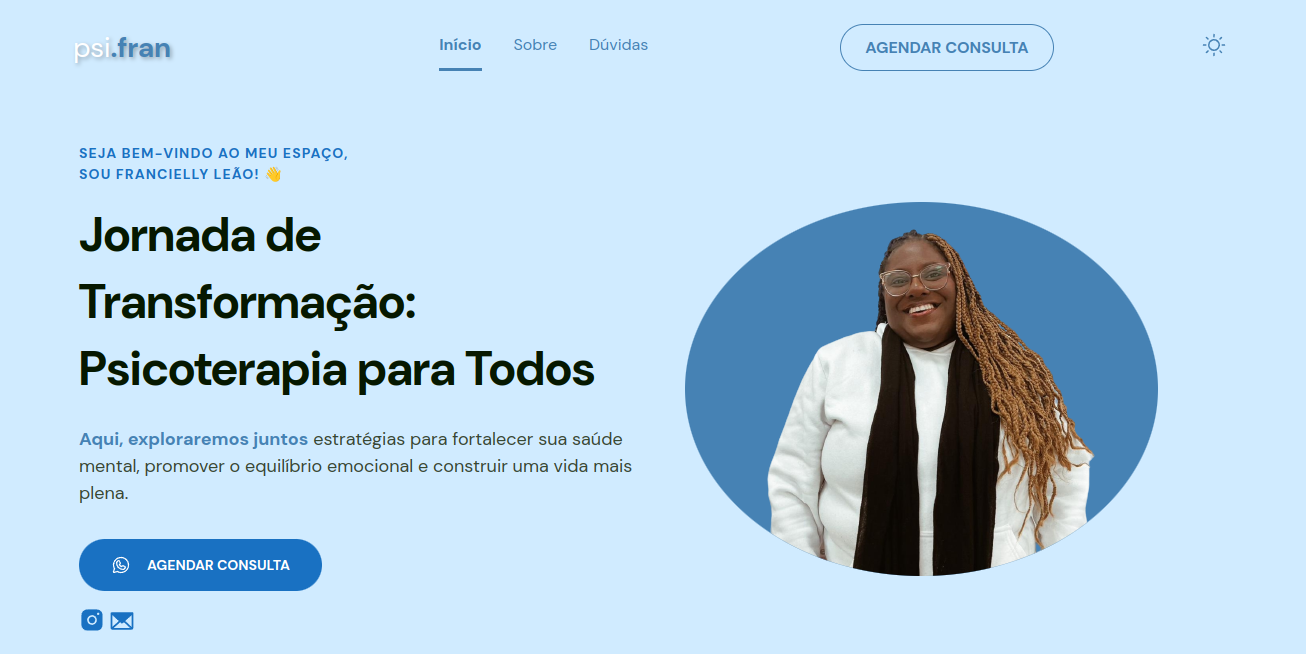 psi.fran
Início Sobre Dúvidas
AGENDAR CONSULTA
SEJA BEM-VINDO AO MEU ESPAÇO,
SOU FRANCIELLY LEÃO! 👋
Jornada de
Transformação:
Psicoterapia para Todos
Aqui, exploraremos juntos estratégias para fortalecer sua saúde
mental, promover o equilíbrio emocional e construir uma vida mais
plena.
AGENDAR CONSULTA